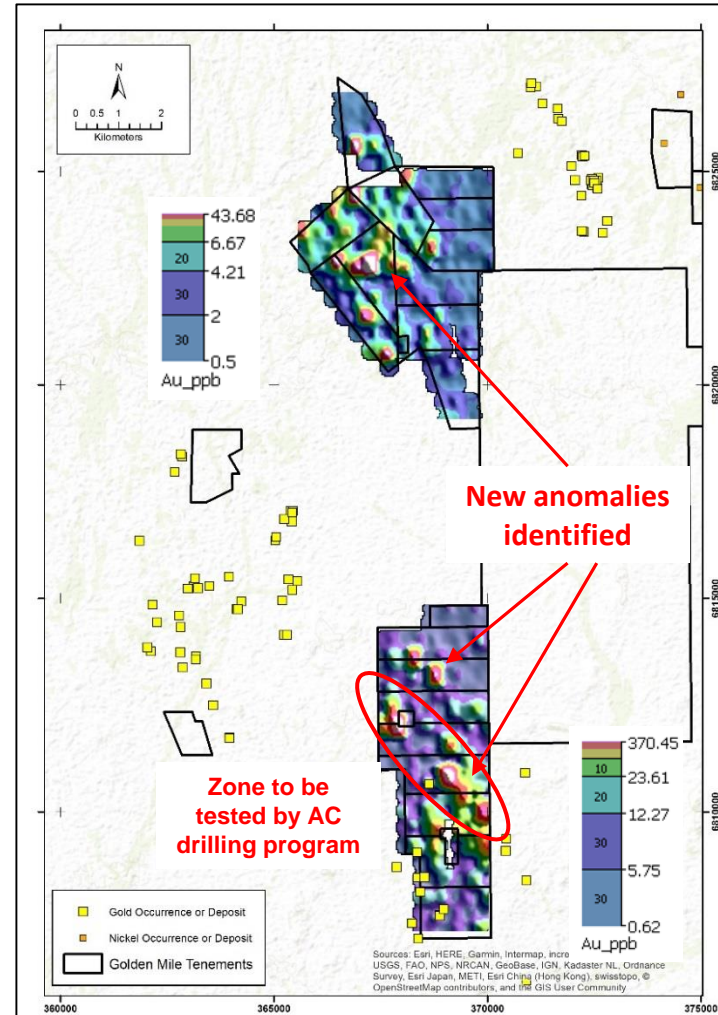 N
0 0.5 1 2
Kilometers
6825000
43.68
6.67
20
4.21
30
2
30
0.5
Au_ppb
6820000
New anomalies
identified
6815000
370.45
10
23.61
20
12.27
30
5.75
30
0.62
Au_ppb
Zone to be
tested by AC
drilling program
6810000
Gold Occurrence or Deposit
Nickel Occurrence or Deposit
Golden Mile Tenements
Sources: Esri, HERE, Garmin, Intermap, incre
USGS, FAO, NPS, NRCAN, GeoBase, IGN, Kadaster NL, Ordnance
Survey, Esri Japan, METI, Esri China (Hong Kong), swisstopo, ©
OpenStreetMap contributors, and the GIS User Community
360000 365000 370000 375000